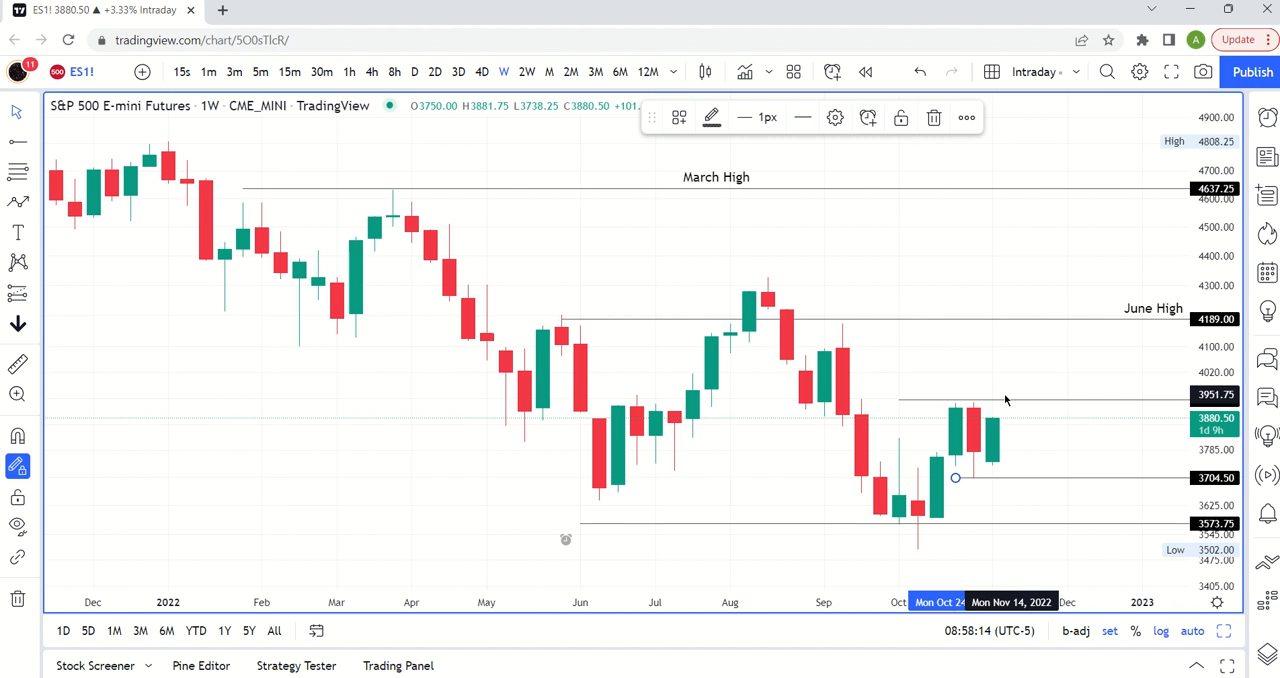 ES1! 3880.50 ▲ +3.33% Intraday
tradingview.com/chart/5O0sTlcR/
A
Update
11
500 ES1! 15s 1m 3m 5m 15m 30m 1h 4h 8h D 2D 3D 4D W 2W M 2M 3M 6M 12M Intraday Publish
S&P 500 E-mini Futures · 1W · CME_MINI · TradingView O3750.00 H3881.75 L3738.25 C3880.50 +101.
1px
4900.00
High 4808.25
4700.00
March High
4637.25
4600.00
4500.00
4400.00
4300.00
June High
4189.00
4100.00
4020.00
3951.75
3880.50
1d 9h
3785.00
3704.50
3625.00
3573.75
3545.00
Low 3502.00
3475.00
3405.00
Dec 2022 Feb Mar Apr May Jun Jul Aug Sep Oct Mon Oct 24 Mon Nov 14, 2022 Dec 2023
1D 5D 1M 3M 6M YTD 1Y 5Y All 08:58:14 (UTC-5) b-adj set % log auto
Stock Screener Pine Editor Strategy Tester Trading Panel